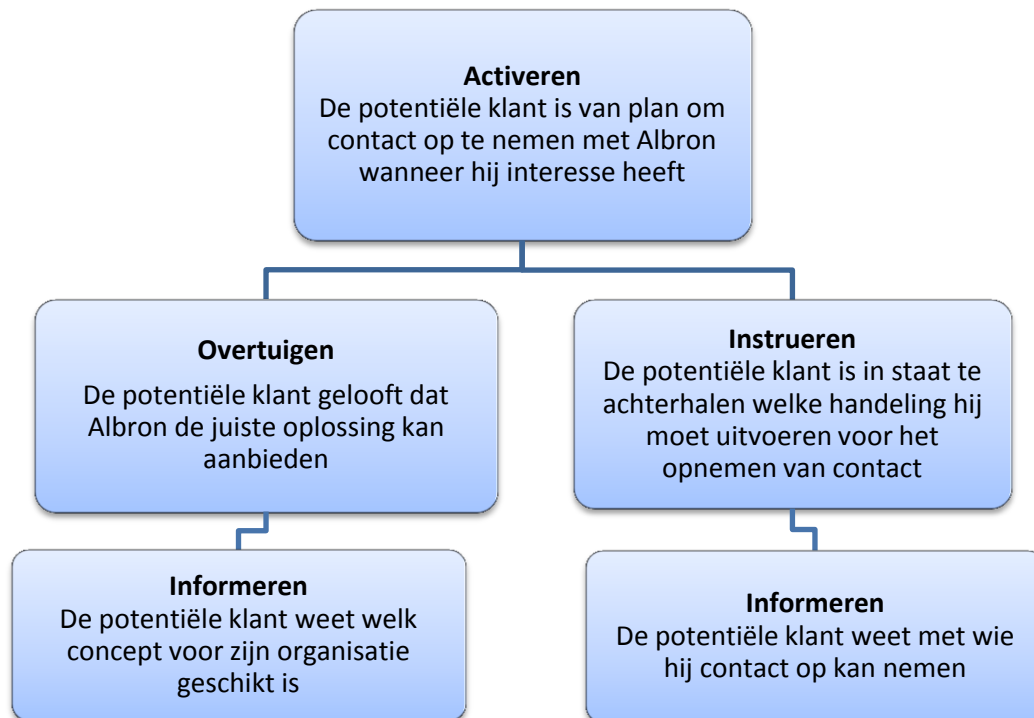 Activeren
De potentiële klant is van plan om
contact op te nemen met Albron
wanneer hij interesse heeft
Overtuigen
De potentiële klant gelooft dat
Albron de juiste oplossing kan
aanbieden
Instrueren
De potentiële klant is in staat te
achterhalen welke handeling hij
moet uitvoeren voor het
opnemen van contact
Informeren
De potentiële klant weet welk
concept voor zijn organisatie
geschikt is
Informeren
De potentiële klant weet met wie
hij contact op kan nemen